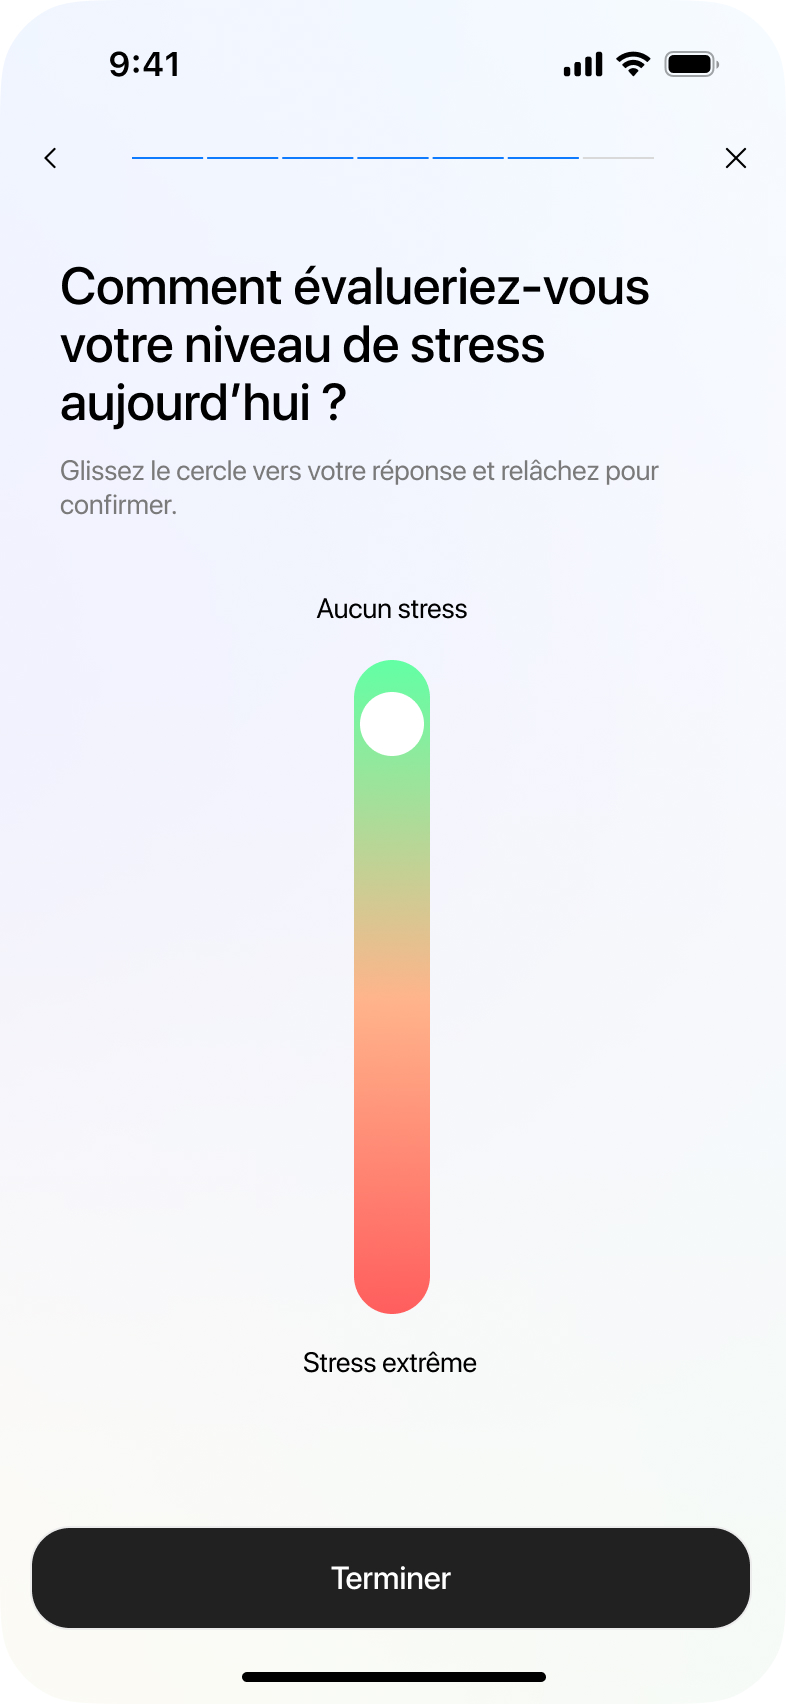 9:41
Comment évalueriez-vous
votre niveau de stress
aujourd’hui ?
Glissez le cercle vers votre réponse et relâchez pour
confirmer.
Aucun stress
Stress extrême
Terminer